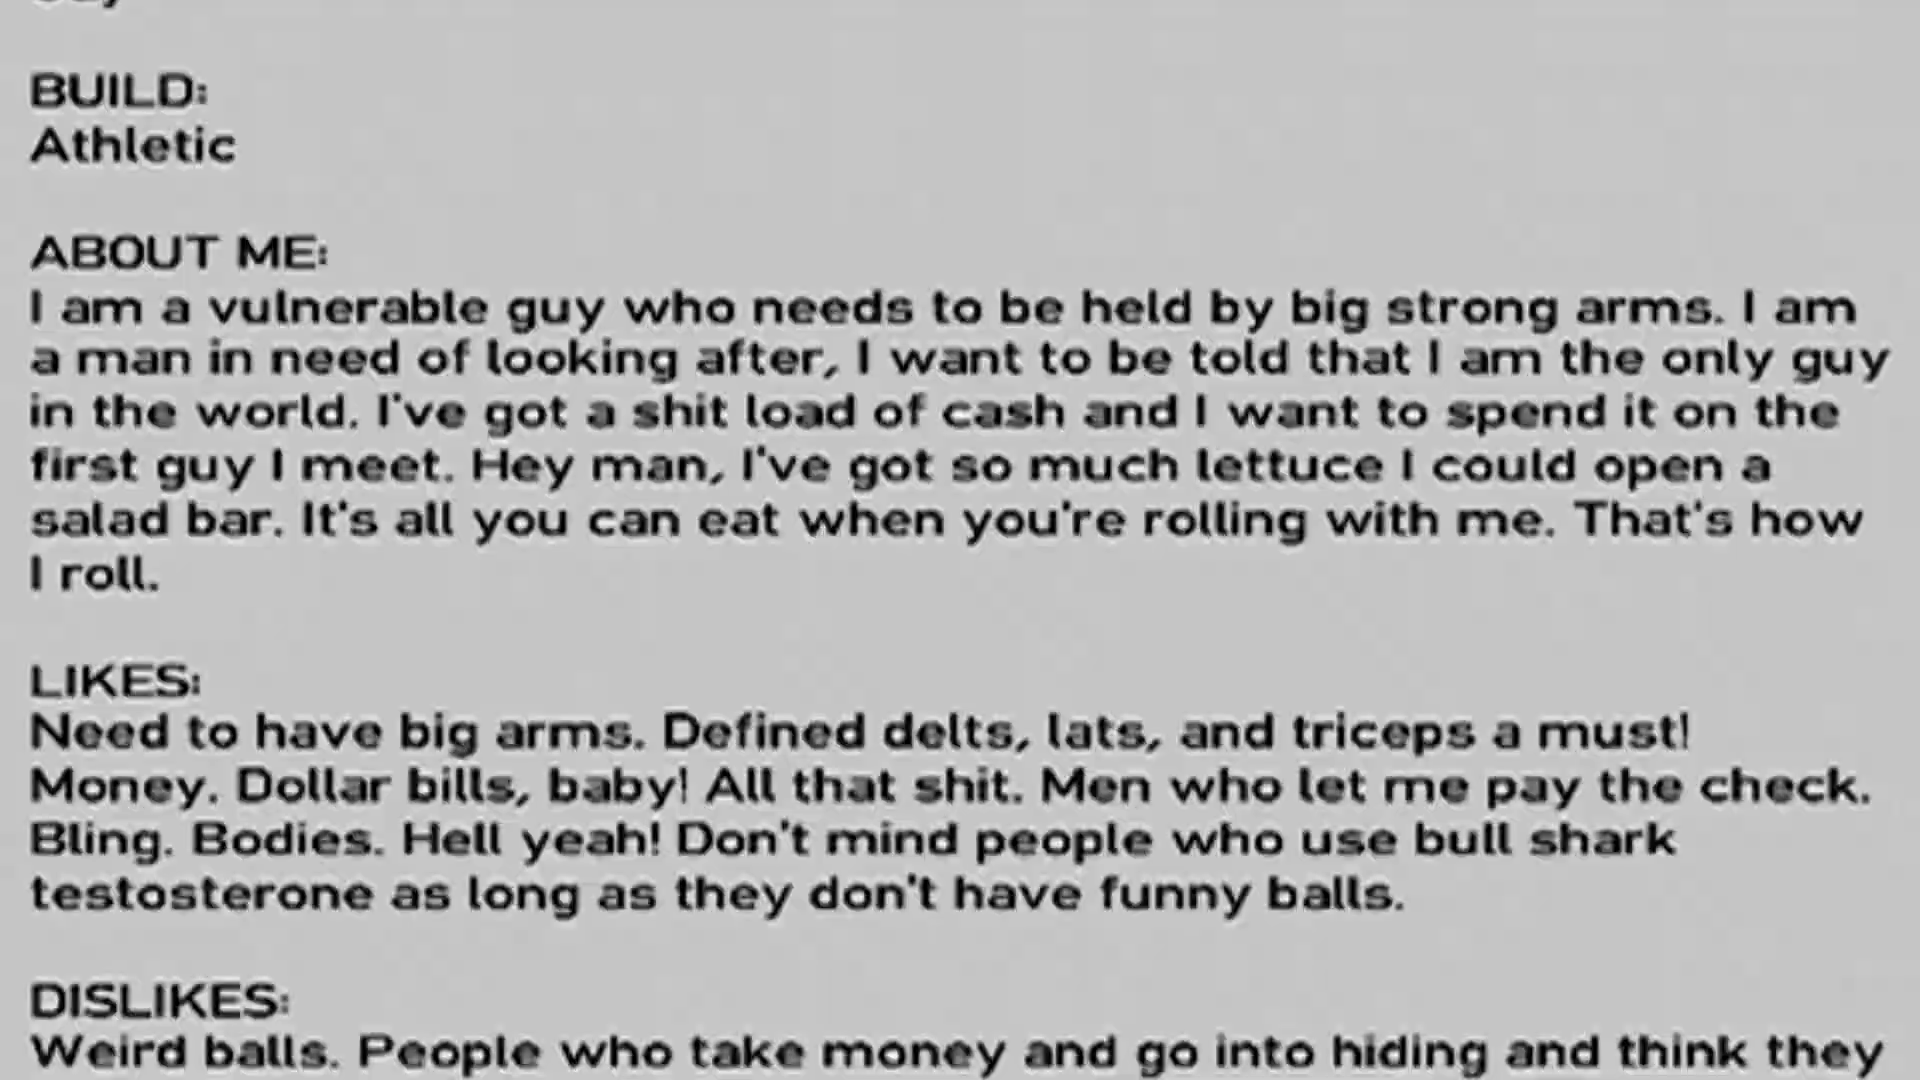 BUILD:
Athletic
ABOUT ME:
I am a vulnerable guy who needs to be held by big strong arms. I am
a man in need of looking after, I want to be told that I am the only guy
in the world. I've got a shit load of cash and I want to spend it on the
first guy I meet. Hey man, I've got so much lettuce I could open a
salad bar. It's all you can eat when you're rolling with me. That's how
I roll.
LIKES:
Need to have big arms. Defined delts, lats, and triceps a must!
Money. Dollar bills, baby! All that shit. Men who let me pay the check.
Bling. Bodies. Hell yeah! Don't mind people who use bull shark
testosterone as long as they don't have funny balls.
DISLIKES:
Weird balls. People who take money and go into hiding and think they